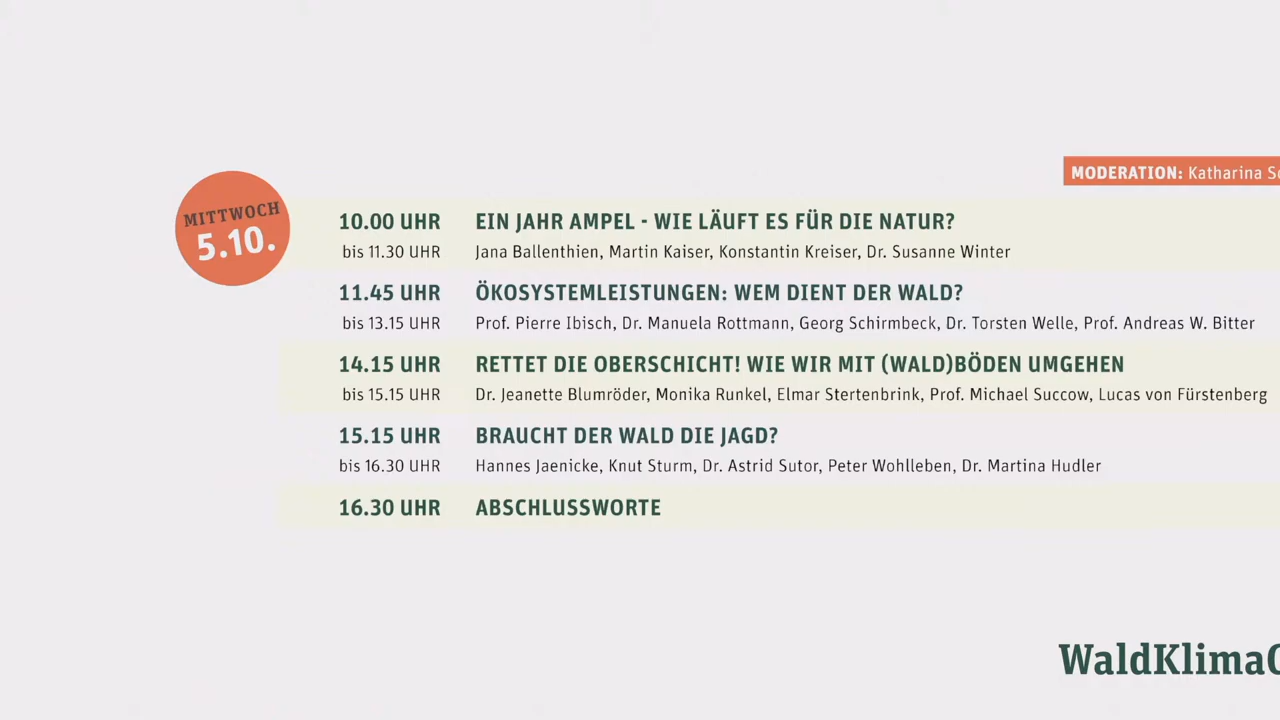 MODERATION: Katharina
MITTWOCH
5.10.
10.00 UHR EIN JAHR AMPEL - WIE LÄUFT ES FÜR DIE NATUR?
bis 11.30 UHR Jana Ballenthien, Martin Kaiser, Konstantin Kreiser, Dr. Susanne Winter
11.45 UHR ÖKOSYSTEMLEISTUNGEN: WEM DIENT DER WALD?
bis 13.15 UHR Prof. Pierre Ibisch, Dr. Manuela Rottmann, Georg Schirmbeck, Dr. Torsten Welle, Prof. Andreas W. Bitter
14.15 UHR RETTET DIE OBERSCHICHT! WIE WIR MIT (WALD)BÖDEN UMGEHEN
bis 15.15 UHR Dr. Jeanette Blumröder, Monika Runkel, Elmar Stertenbrink, Prof. Michael Succow, Lucas von Fürstenberg
15.15 UHR BRAUCHT DER WALD DIE JAGD?
bis 16.30 UHR Hannes Jaenicke, Knut Sturm, Dr. Astrid Sutor, Peter Wohlleben, Dr. Martina Hudler
16.30 UHR ABSCHLUSSWORTE
WaldKlima